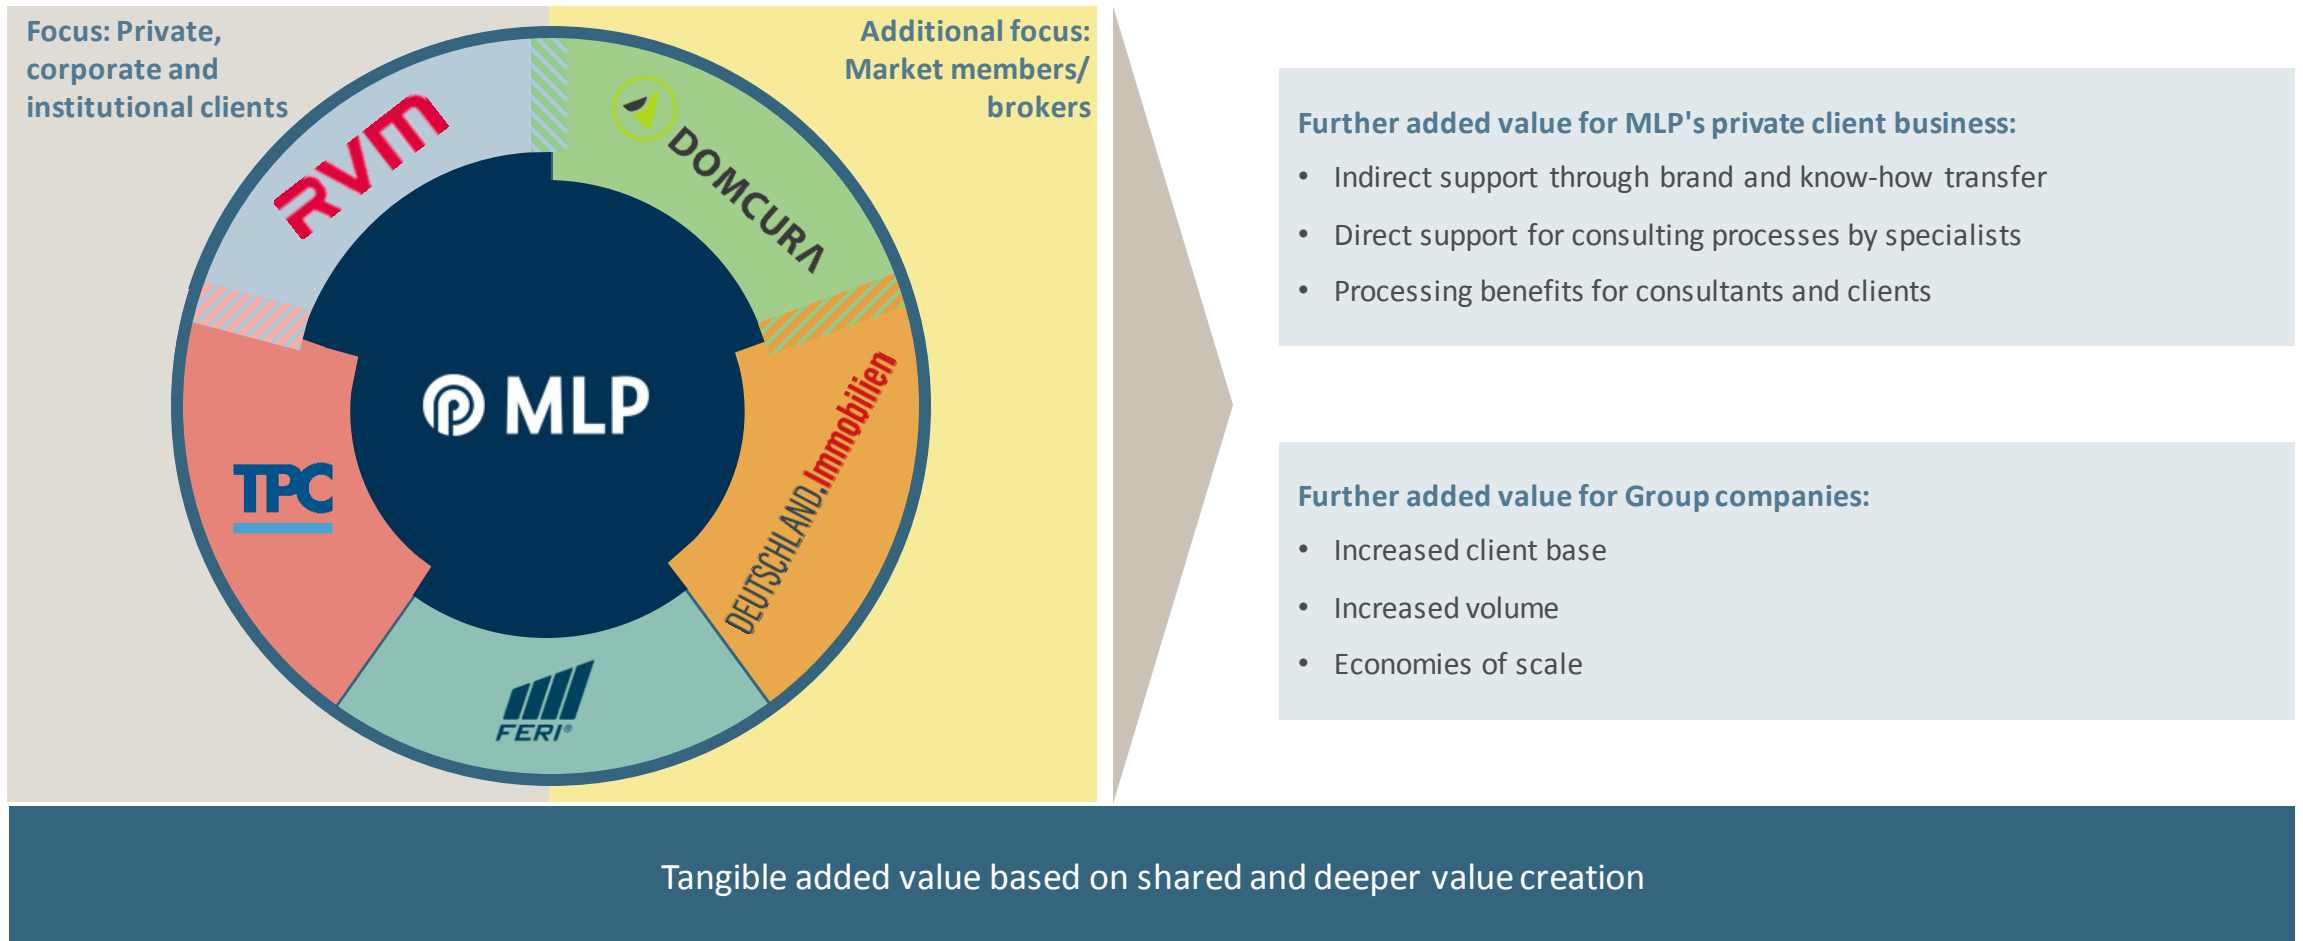 Focus: Private,
corporate and
institutional clients
Additional focus:
Market members/
brokers
RVM
DOMCURA
MLP
TPC
DEUTSCHLAND.Immobilien
FERI®
Further added value for MLP's private client business:
• Indirect support through brand and know-how transfer
• Direct support for consulting processes by specialists
• Processing benefits for consultants and clients
Further added value for Group companies:
• Increased client base
• Increased volume
• Economies of scale
Tangible added value based on shared and deeper value creation